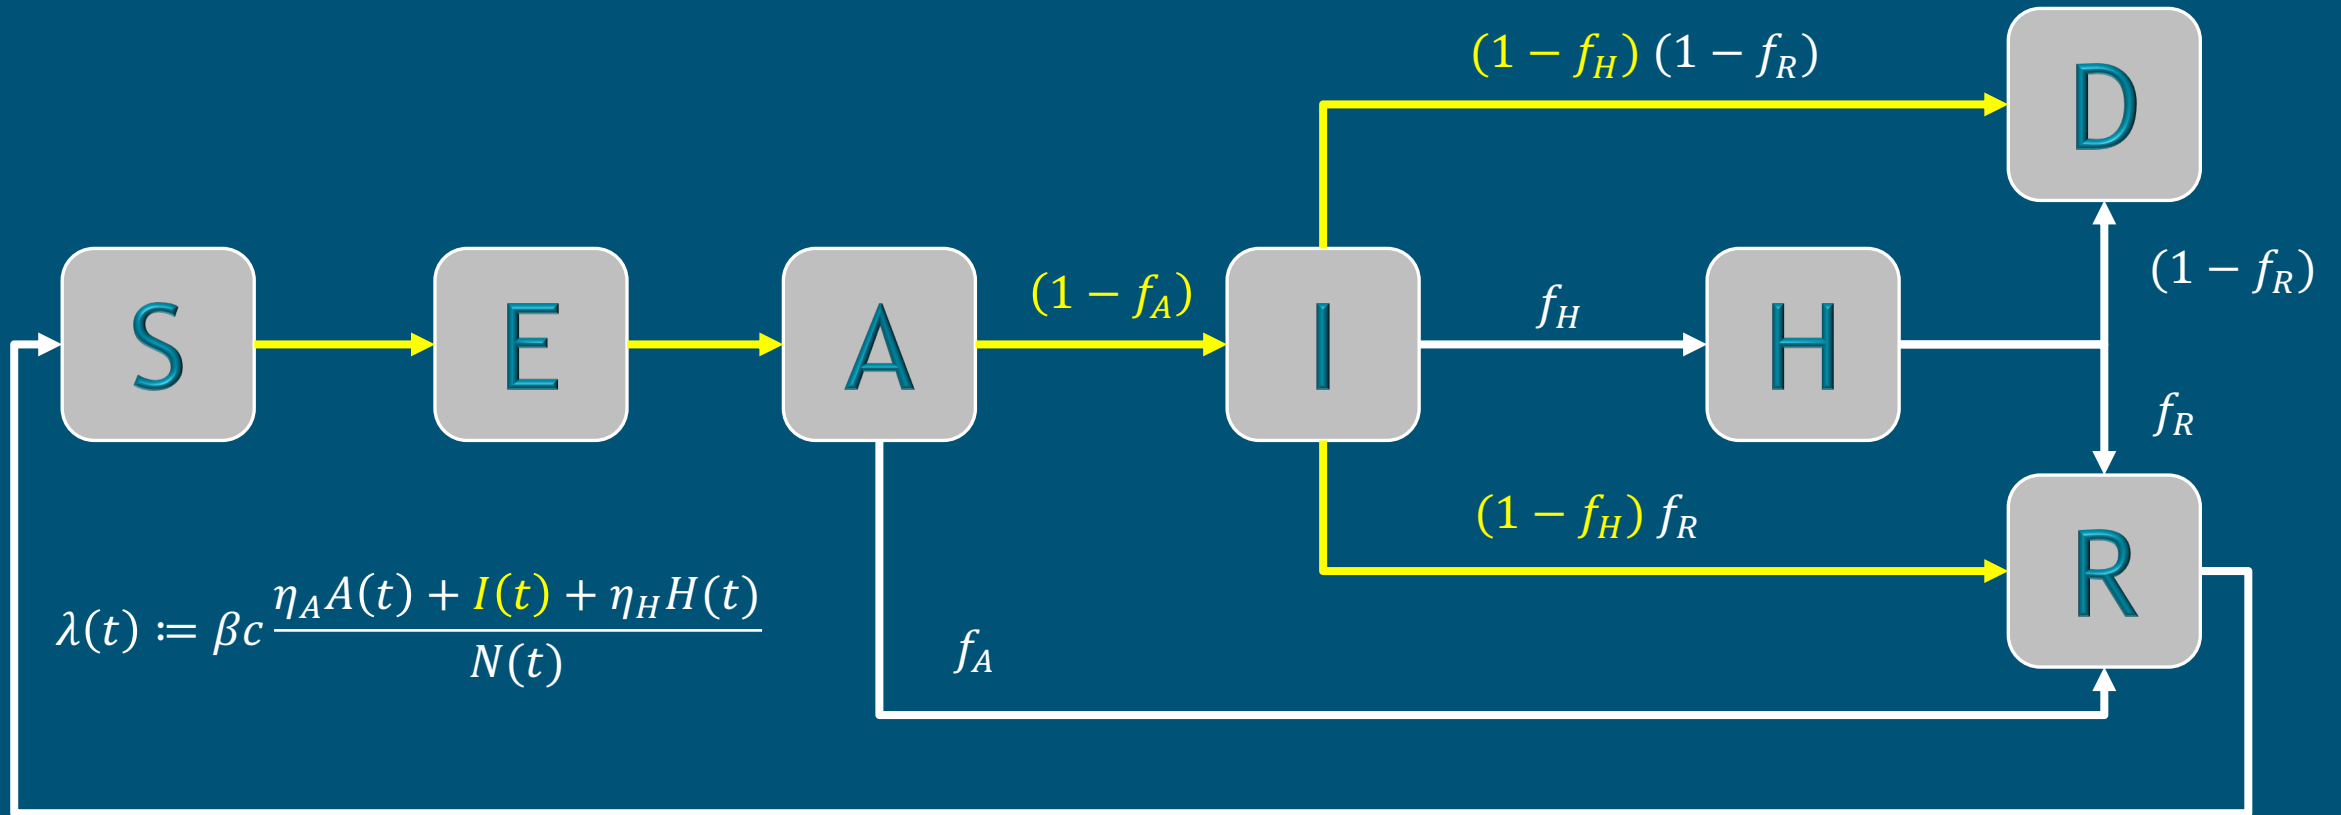 (1 − f_H) (1 − f_R)
D
S
E
A
(1 − f_A)
I
f_H
H
(1 − f_R)
f_R
(1 − f_H) f_R
R
λ(t) ≔ βc (η_A A(t) + I(t) + η_H H(t)) / N(t)
f_A